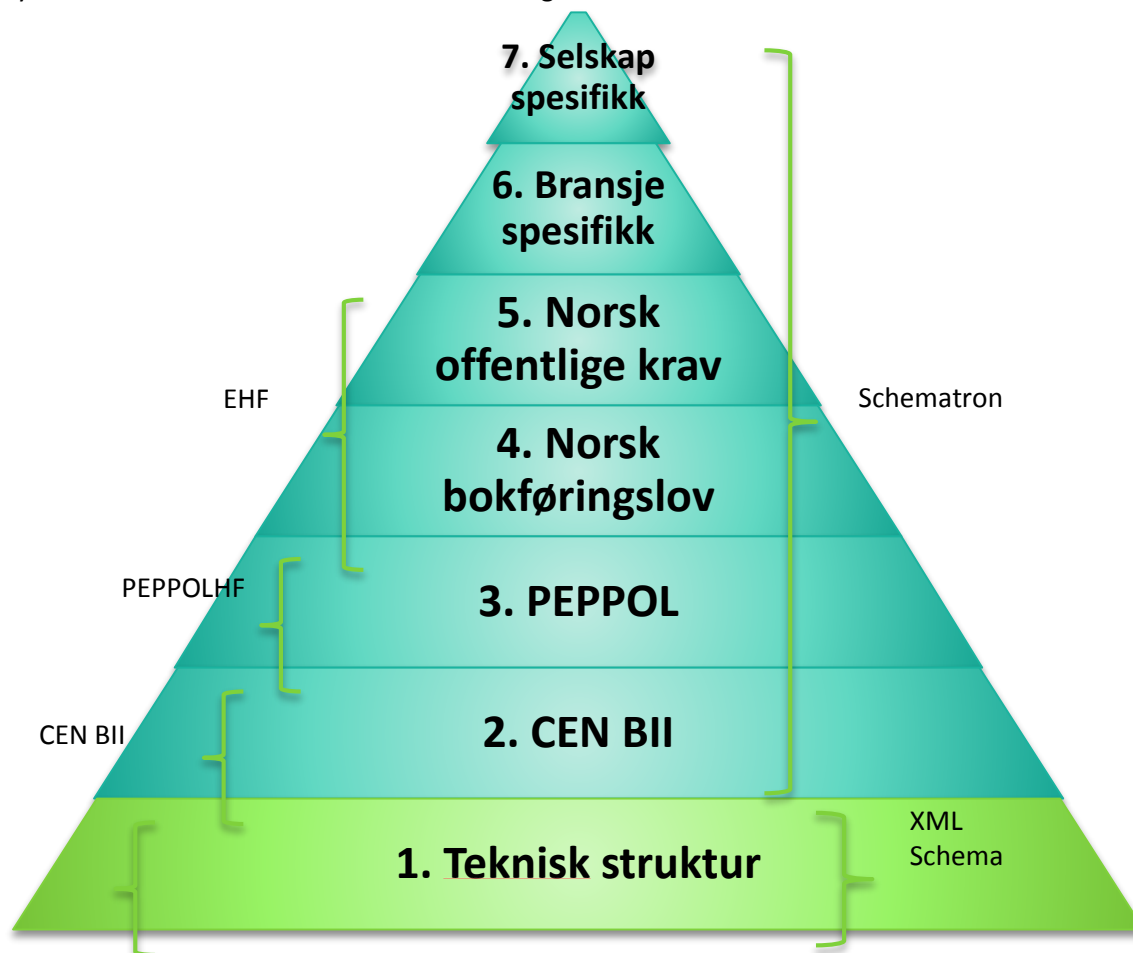 7. Selskap
spesifikk
6. Bransje
spesifikk
5. Norsk
offentlige krav
EHF
Schematron
4. Norsk
bokføringslov
PEPPOLHF
3. PEPPOL
CEN BII
2. CEN BII
XML
Schema
1. Teknisk struktur